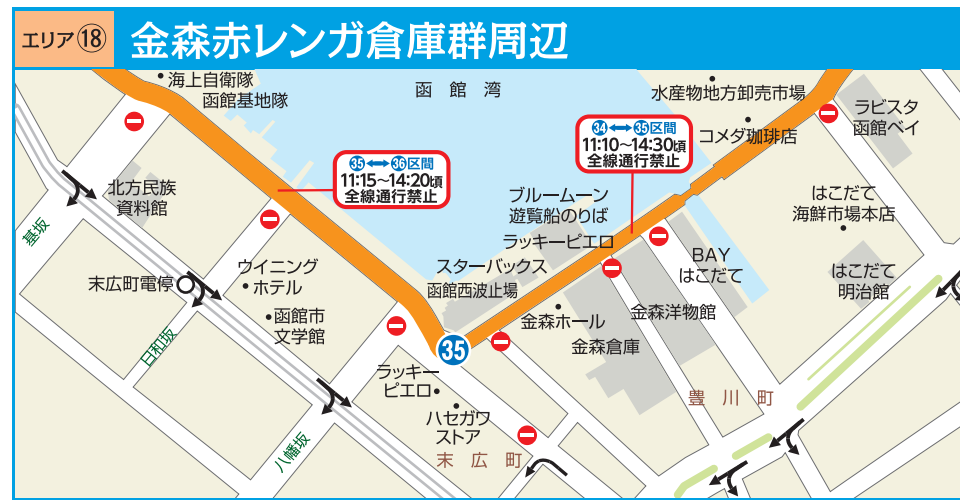 エリア⑱
金森赤レンガ倉庫群周辺
海上自衛隊
函館基地隊
函館湾
水産物地方卸売市場
コメダ珈琲店
ラビスタ
函館ベイ
㉞⟷㉟区間
11:10〜14:30頃
全線通行禁止
㉟⟷㊱区間
11:15〜14:20頃
全線通行禁止
北方民族
資料館
基坂
ブルームーン
遊覧船のりば
ラッキーピエロ
はこだて
海鮮市場本店
BAY
はこだて
スターバックス
函館西波止場
末広町電停
ウイニング
ホテル
函館市
文学館
はこだて
明治館
金森ホール
金森洋物館
金森倉庫
日和坂
35
ラッキー
ピエロ
ハセガワ
ストア
豊川町
八幡坂
末広町